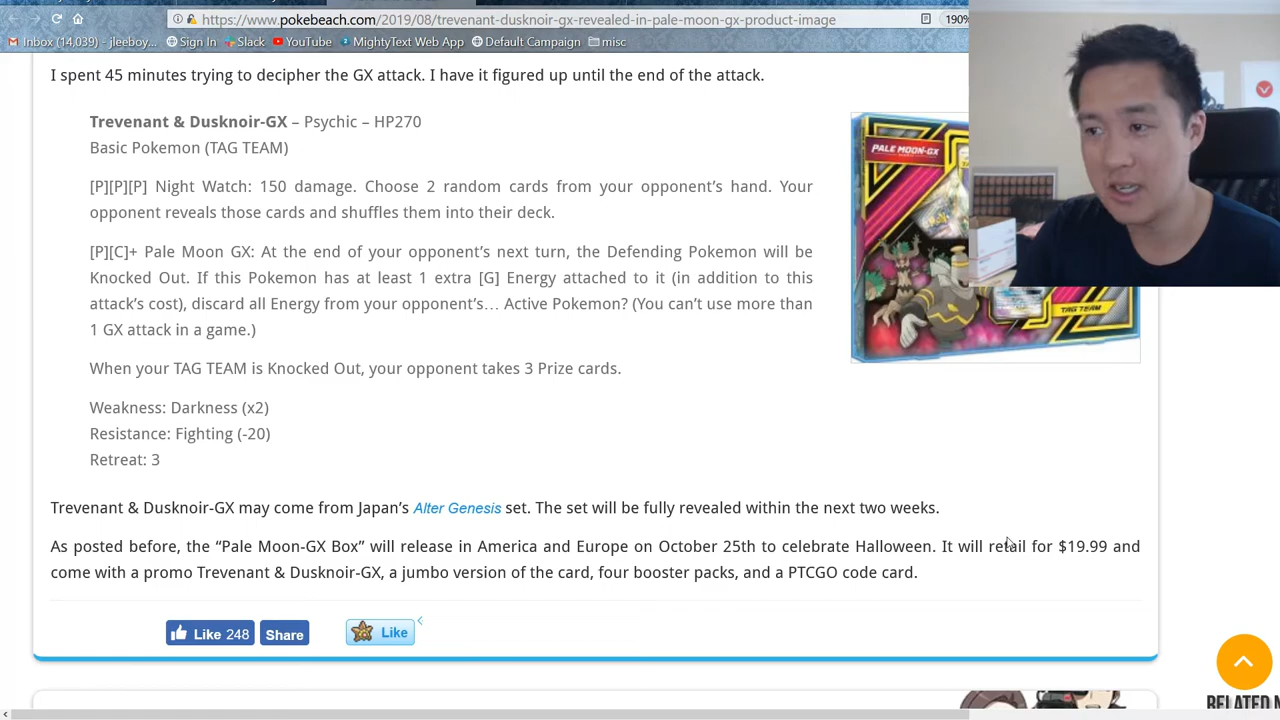 https://www.pokebeach.com/2019/08/trevenant-dusknoir-gx-revealed-in-pale-moon-gx-product-image
190%
Inbox (14,039) - jleeboy...
Sign In
Slack
YouTube
MightyText Web App
Default Campaign
misc
I spent 45 minutes trying to decipher the GX attack. I have it figured up until the end of the attack.
Trevenant & Dusknoir-GX – Psychic – HP270
Basic Pokemon (TAG TEAM)
[P][P][P] Night Watch: 150 damage. Choose 2 random cards from your opponent’s hand. Your
opponent reveals those cards and shuffles them into their deck.
[P][C]+ Pale Moon GX: At the end of your opponent’s next turn, the Defending Pokemon will be
Knocked Out. If this Pokemon has at least 1 extra [G] Energy attached to it (in addition to this
attack’s cost), discard all Energy from your opponent’s… Active Pokemon? (You can’t use more than
1 GX attack in a game.)
When your TAG TEAM is Knocked Out, your opponent takes 3 Prize cards.
Weakness: Darkness (x2)
Resistance: Fighting (-20)
Retreat: 3
PALE MOON-GX
TAG TEAM
Trevenant & Dusknoir-GX may come from Japan’s Alter Genesis set. The set will be fully revealed within the next two weeks.
As posted before, the “Pale Moon-GX Box” will release in America and Europe on October 25th to celebrate Halloween. It will retail for $19.99 and
come with a promo Trevenant & Dusknoir-GX, a jumbo version of the card, four booster packs, and a PTCGO code card.
Like 248
Share
Like
RELATED